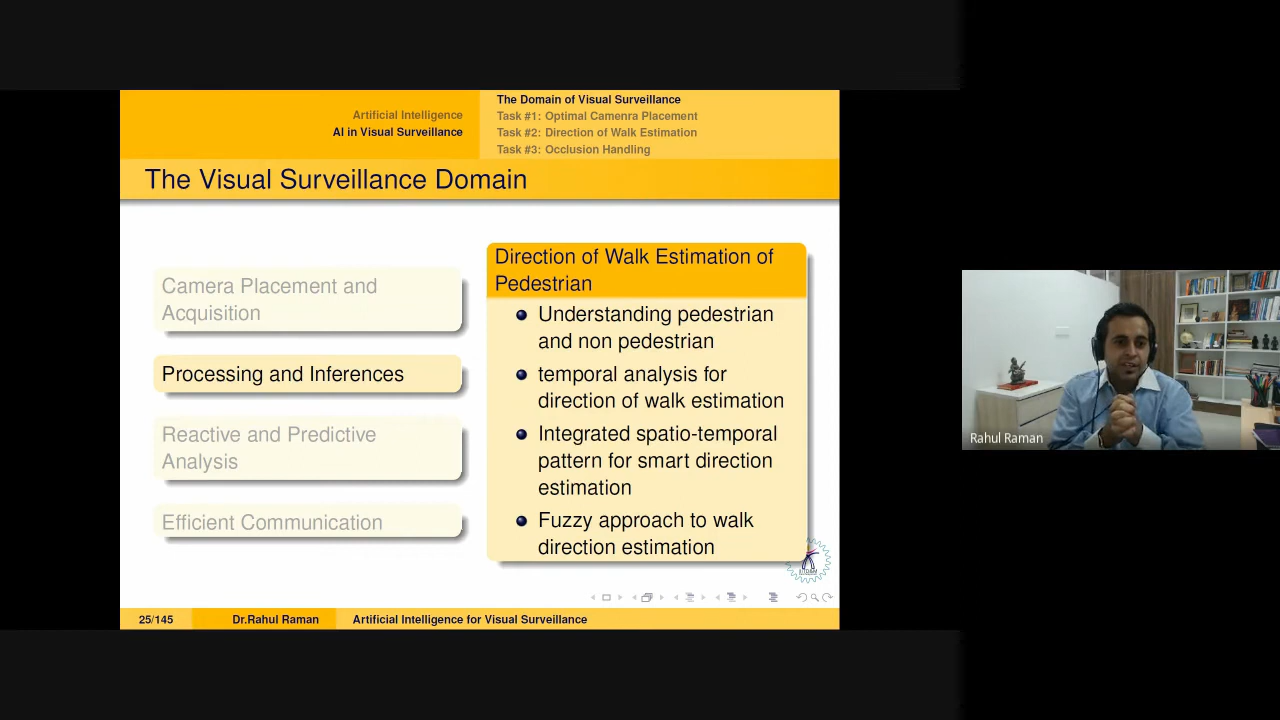 Artificial Intelligence
AI in Visual Surveillance
The Domain of Visual Surveillance
Task #1: Optimal Camenra Placement
Task #2: Direction of Walk Estimation
Task #3: Occlusion Handling
The Visual Surveillance Domain
Camera Placement and
Acquisition
Processing and Inferences
Reactive and Predictive
Analysis
Efficient Communication
Direction of Walk Estimation of
Pedestrian
Understanding pedestrian
and non pedestrian
temporal analysis for
direction of walk estimation
Integrated spatio-temporal
pattern for smart direction
estimation
Fuzzy approach to walk
direction estimation
25/145
Dr.Rahul Raman
Artificial Intelligence for Visual Surveillance
Rahul Raman